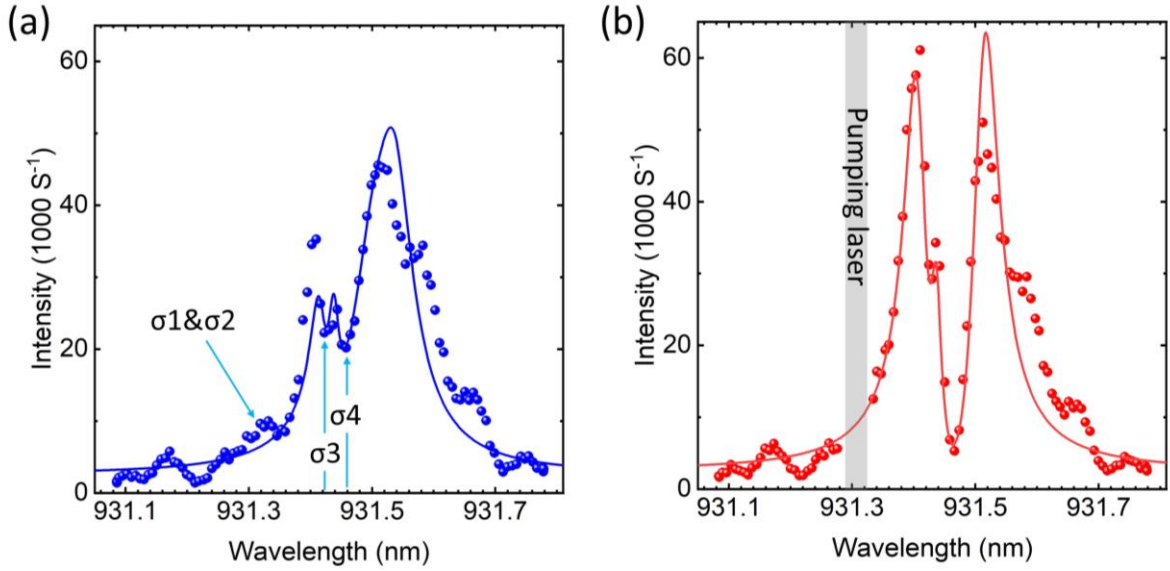 (a)
60
40
20
0
Intensity (1000 S⁻¹)
σ1&σ2
σ3
σ4
931.1 931.3 931.5 931.7
Wavelength (nm)
(b)
60
40
20
0
Intensity (1000 S⁻¹)
Pumping laser
931.1 931.3 931.5 931.7
Wavelength (nm)